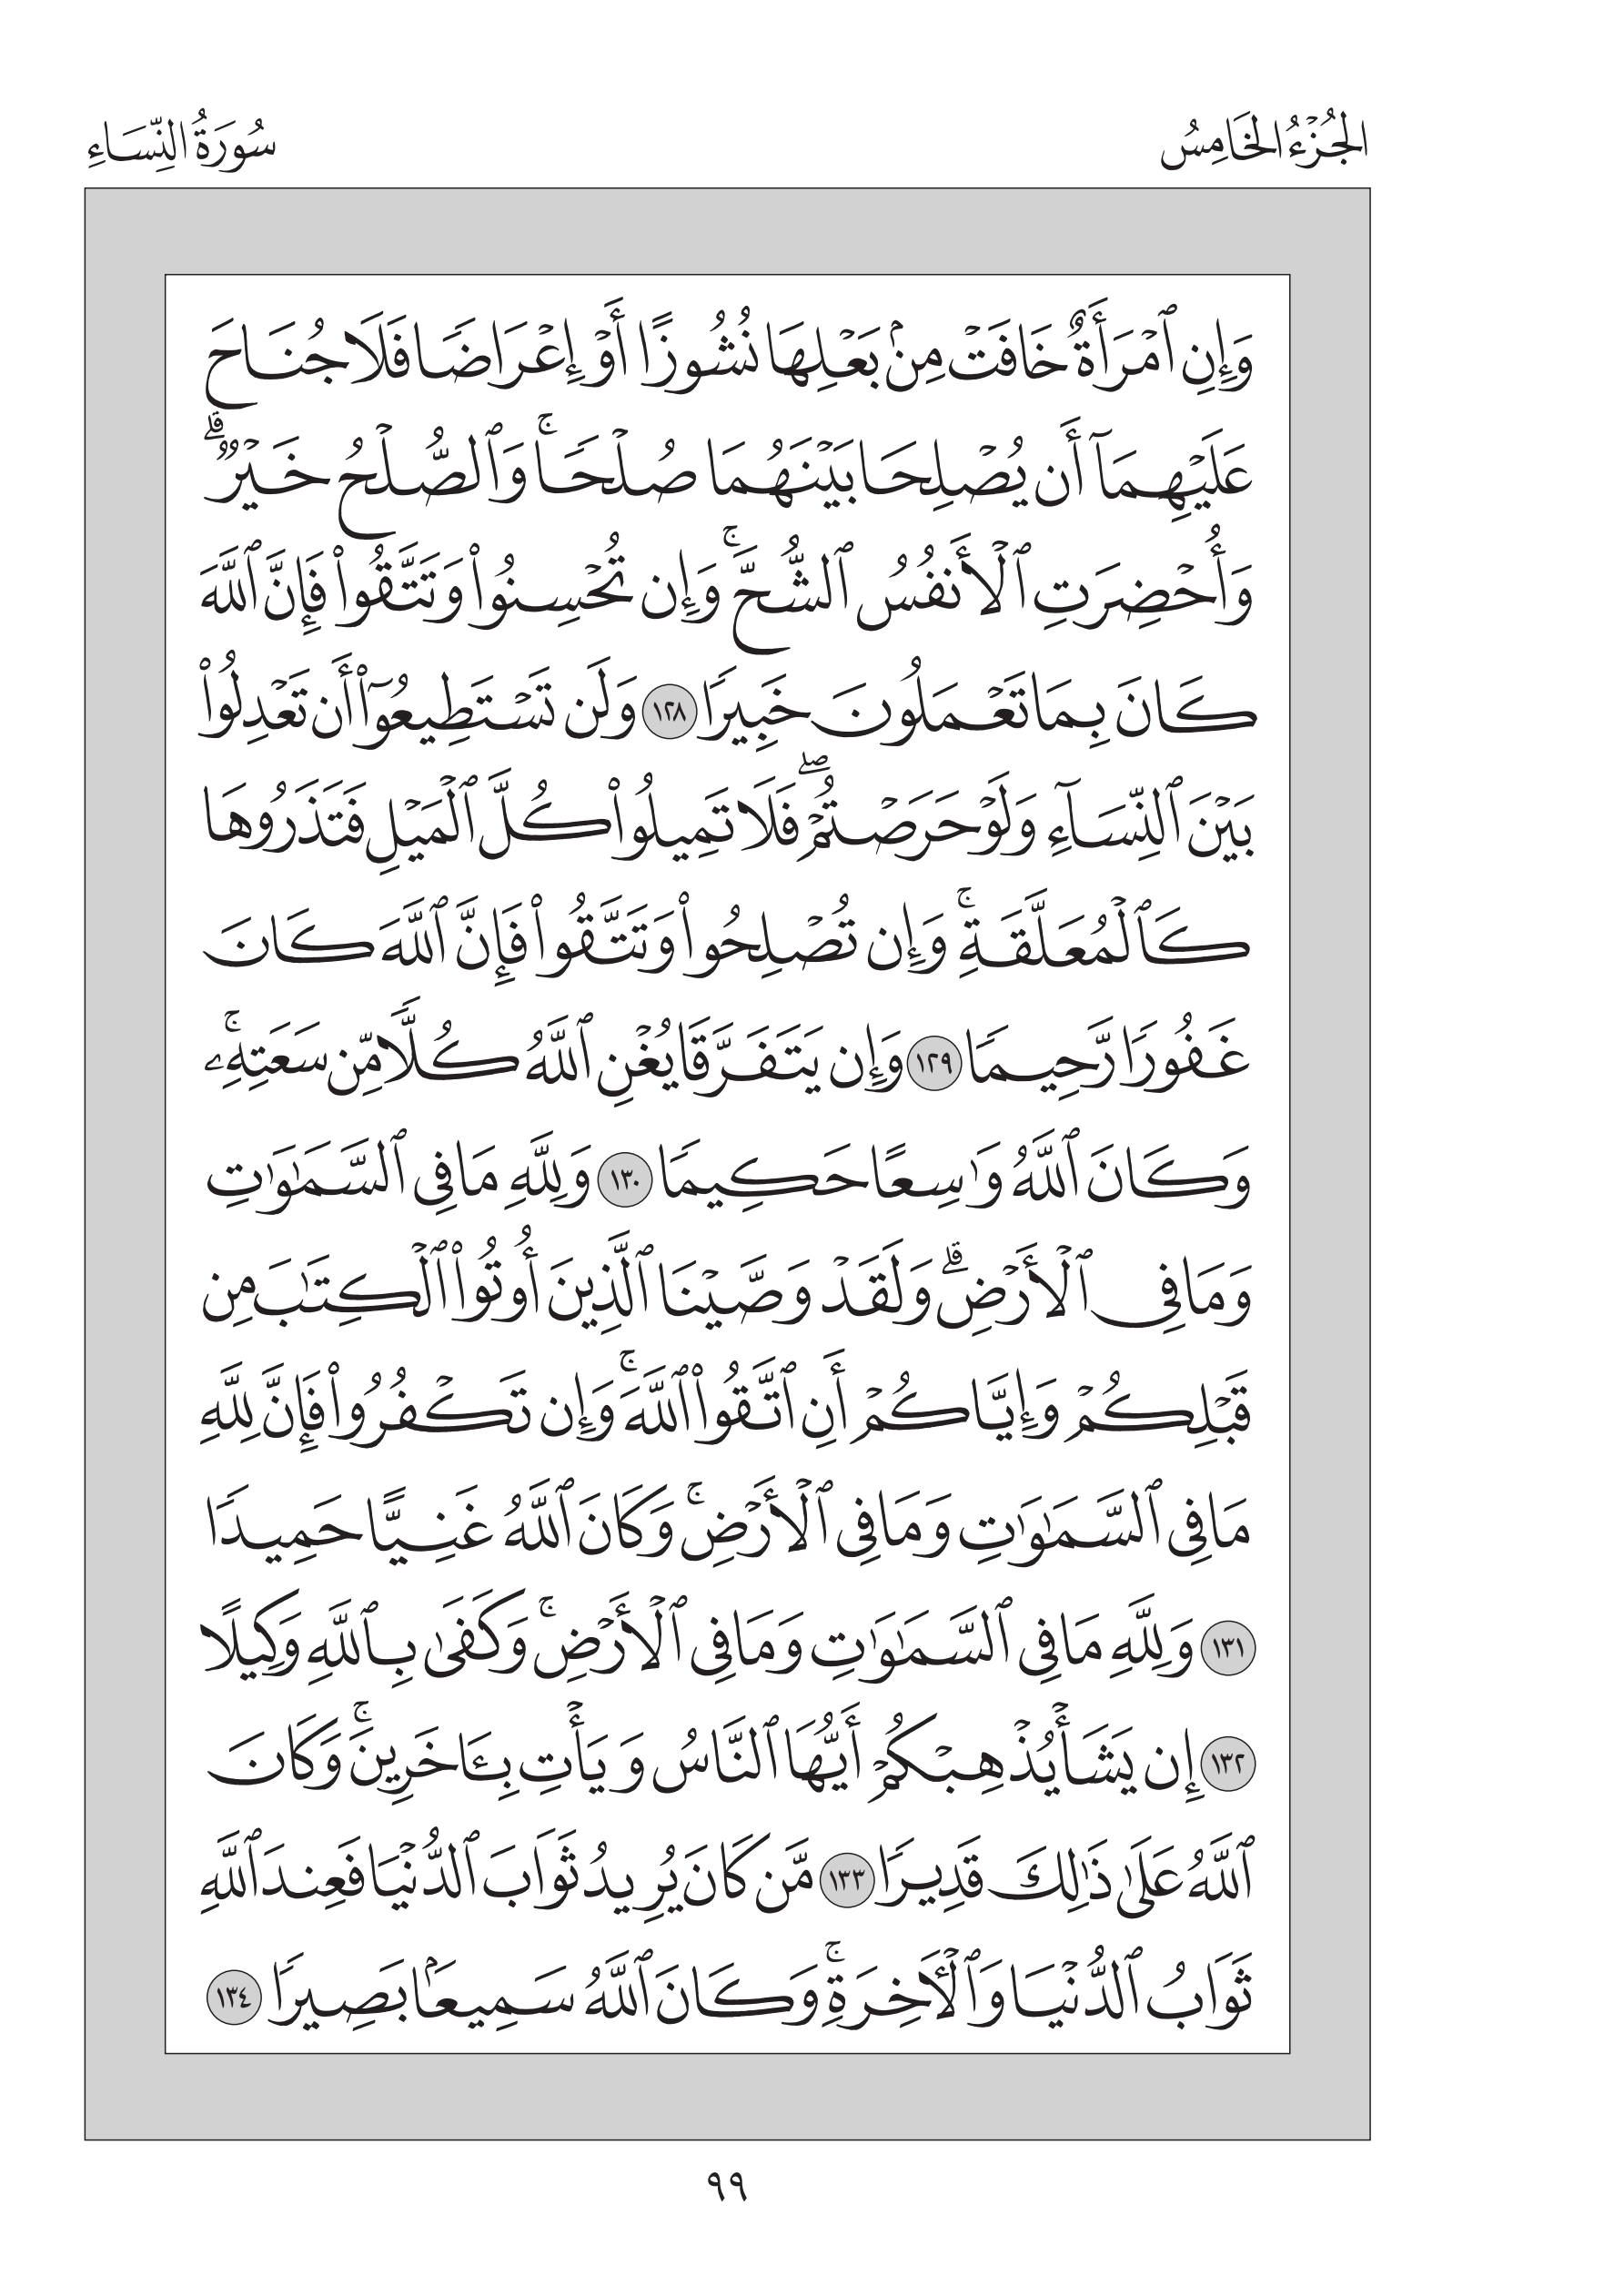 الجُزْءُ الخَامِسُ
سُورَةُ النِّسَاءِ
وَإِنِ ٱمْرَأَةٌ خَافَتْ مِنۢ بَعْلِهَا نُشُوزًا أَوْ إِعْرَاضًا فَلَا جُنَاحَ
عَلَيْهِمَآ أَن يُصْلِحَا بَيْنَهُمَا صُلْحًا ۚ وَٱلصُّلْحُ خَيْرٌ ۗ
وَأُحْضِرَتِ ٱلْأَنفُسُ ٱلشُّحَّ ۚ وَإِن تُحْسِنُوا۟ وَتَتَّقُوا۟ فَإِنَّ ٱللَّهَ
كَانَ بِمَا تَعْمَلُونَ خَبِيرًا ١٢٨ وَلَن تَسْتَطِيعُوٓا۟ أَن تَعْدِلُوا۟
بَيْنَ ٱلنِّسَآءِ وَلَوْ حَرَصْتُمْ ۖ فَلَا تَمِيلُوا۟ كُلَّ ٱلْمَيْلِ فَتَذَرُوهَا
كَٱلْمُعَلَّقَةِ ۚ وَإِن تُصْلِحُوا۟ وَتَتَّقُوا۟ فَإِنَّ ٱللَّهَ كَانَ
غَفُورًا رَّحِيمًا ١٢٩ وَإِن يَتَفَرَّقَا يُغْنِ ٱللَّهُ كُلًّا مِّن سَعَتِهِۦ ۚ
وَكَانَ ٱللَّهُ وَٰسِعًا حَكِيمًا ١٣٠ وَلِلَّهِ مَا فِى ٱلسَّمَٰوَٰتِ
وَمَا فِى ٱلْأَرْضِ ۗ وَلَقَدْ وَصَّيْنَا ٱلَّذِينَ أُوتُوا۟ ٱلْكِتَٰبَ مِن
قَبْلِكُمْ وَإِيَّاكُمْ أَنِ ٱتَّقُوا۟ ٱللَّهَ ۚ وَإِن تَكْفُرُوا۟ فَإِنَّ لِلَّهِ
مَا فِى ٱلسَّمَٰوَٰتِ وَمَا فِى ٱلْأَرْضِ ۚ وَكَانَ ٱللَّهُ غَنِيًّا حَمِيدًا
١٣١ وَلِلَّهِ مَا فِى ٱلسَّمَٰوَٰتِ وَمَا فِى ٱلْأَرْضِ ۚ وَكَفَىٰ بِٱللَّهِ وَكِيلًا
١٣٢ إِن يَشَأْ يُذْهِبْكُمْ أَيُّهَا ٱلنَّاسُ وَيَأْتِ بِـَٔاخَرِينَ ۚ وَكَانَ
ٱللَّهُ عَلَىٰ ذَٰلِكَ قَدِيرًا ١٣٣ مَّن كَانَ يُرِيدُ ثَوَابَ ٱلدُّنْيَا فَعِندَ ٱللَّهِ
ثَوَابُ ٱلدُّنْيَا وَٱلْـَٔاخِرَةِ ۚ وَكَانَ ٱللَّهُ سَمِيعًۢا بَصِيرًا ١٣٤
٩٩